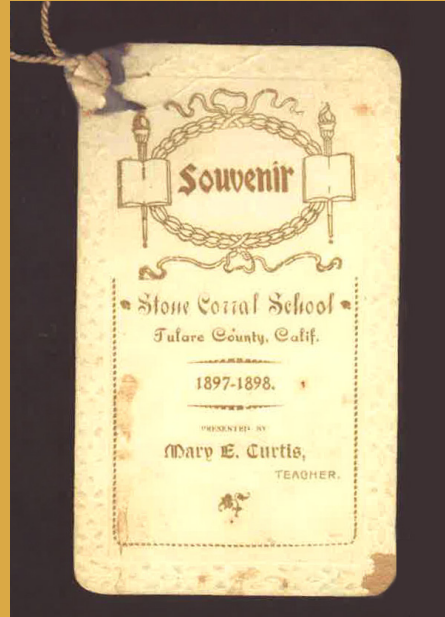 Souvenir
Stone Corral School
Tulare County, Calif.
1897-1898.
PRESENTED BY
Mary E. Curtis,
TEACHER.